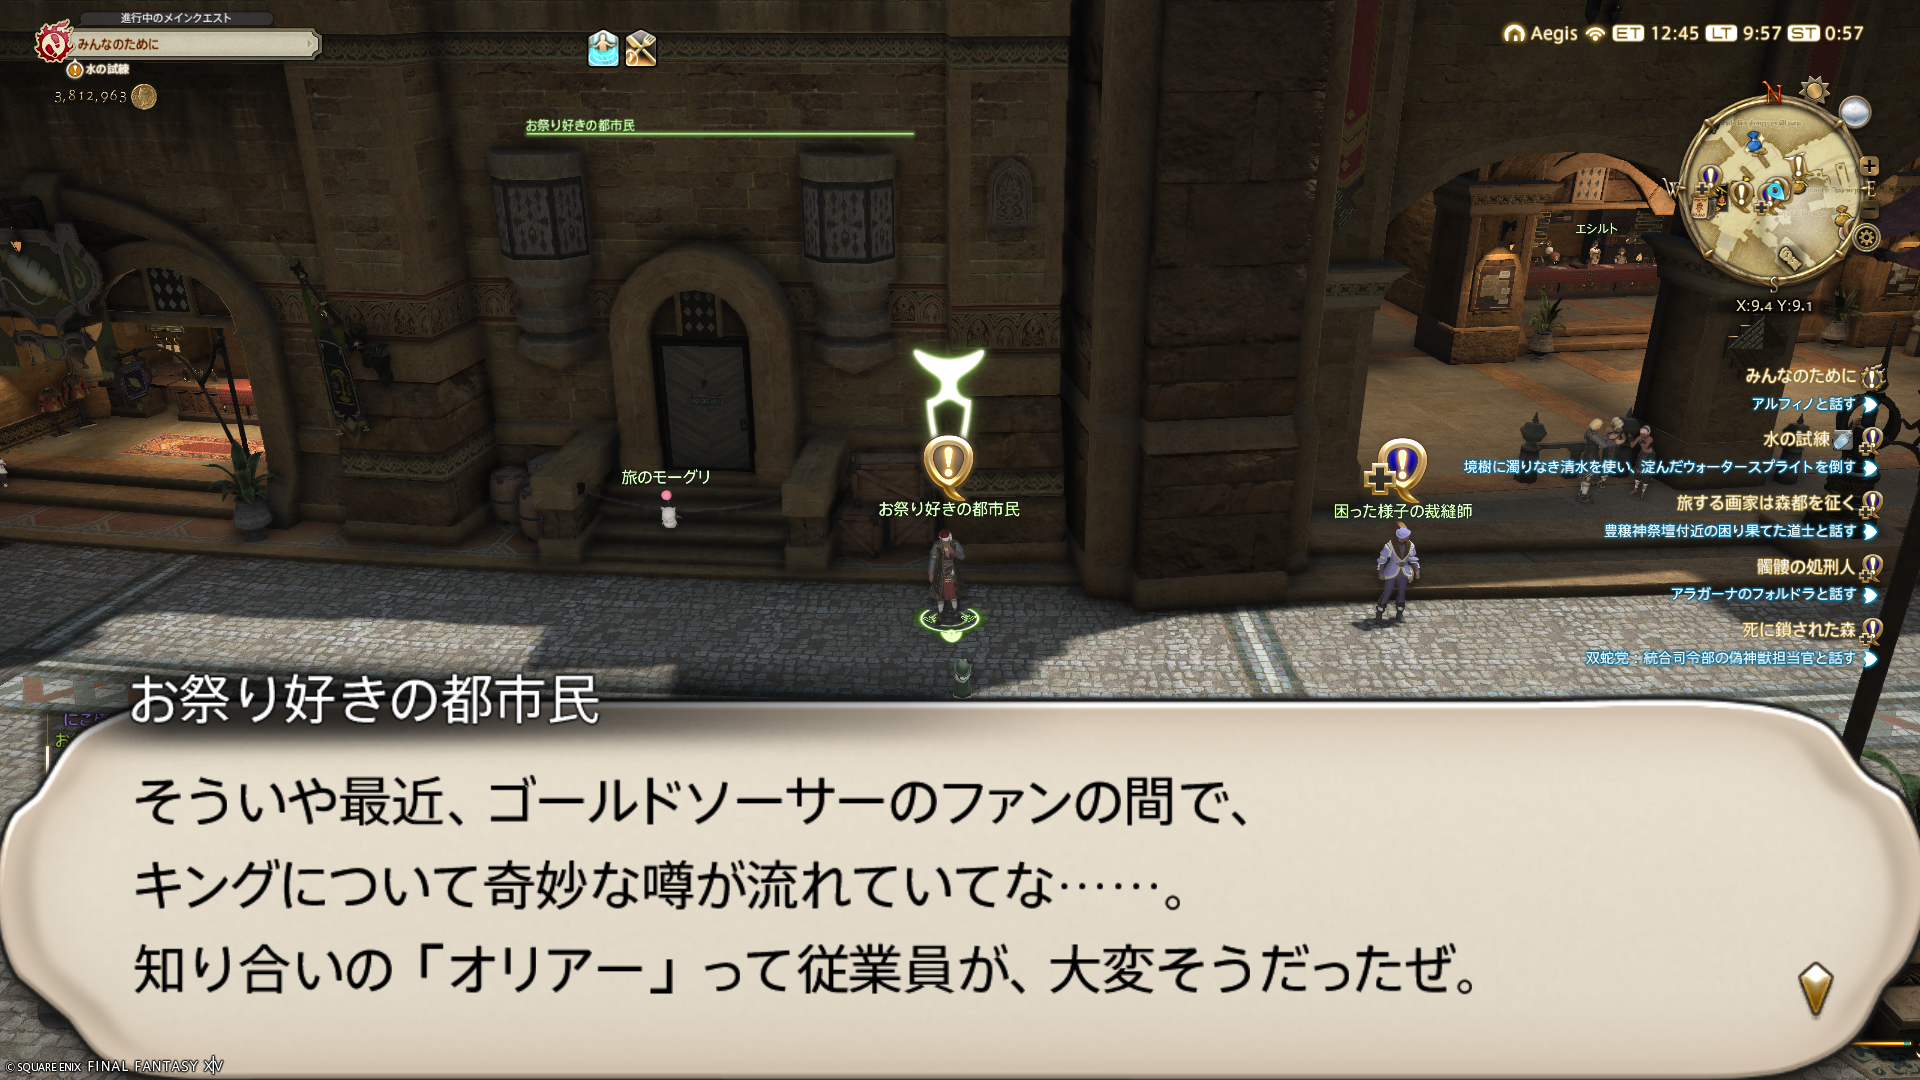 進行中のメインクエスト
みんなのために
水の試練
3,812,963
Aegis ET 12:45 LT 9:57 ST 0:57
お祭り好きの都市民
N
W
E
S
X:9.4 Y:9.1
エシルト
みんなのために
アルフィノと話す
水の試練
境樹に濁りなき清水を使い、淀んだウォータースプライトを倒す
旅する画家は森都を征く
豊穣神祭壇付近の困り果てた道士と話す
髑髏の処刑人
アラガーナのフォルドラと話す
死に鎖された森
双蛇党：統合司令部の偽神獣担当官と話す
旅のモーグリ
お祭り好きの都市民
困った様子の裁縫師
お祭り好きの都市民
そういや最近、ゴールドソーサーのファンの間で、
キングについて奇妙な噂が流れていてな……。
知り合いの「オリアー」って従業員が、大変そうだったぜ。
© SQUARE ENIX FINAL FANTASY XIV